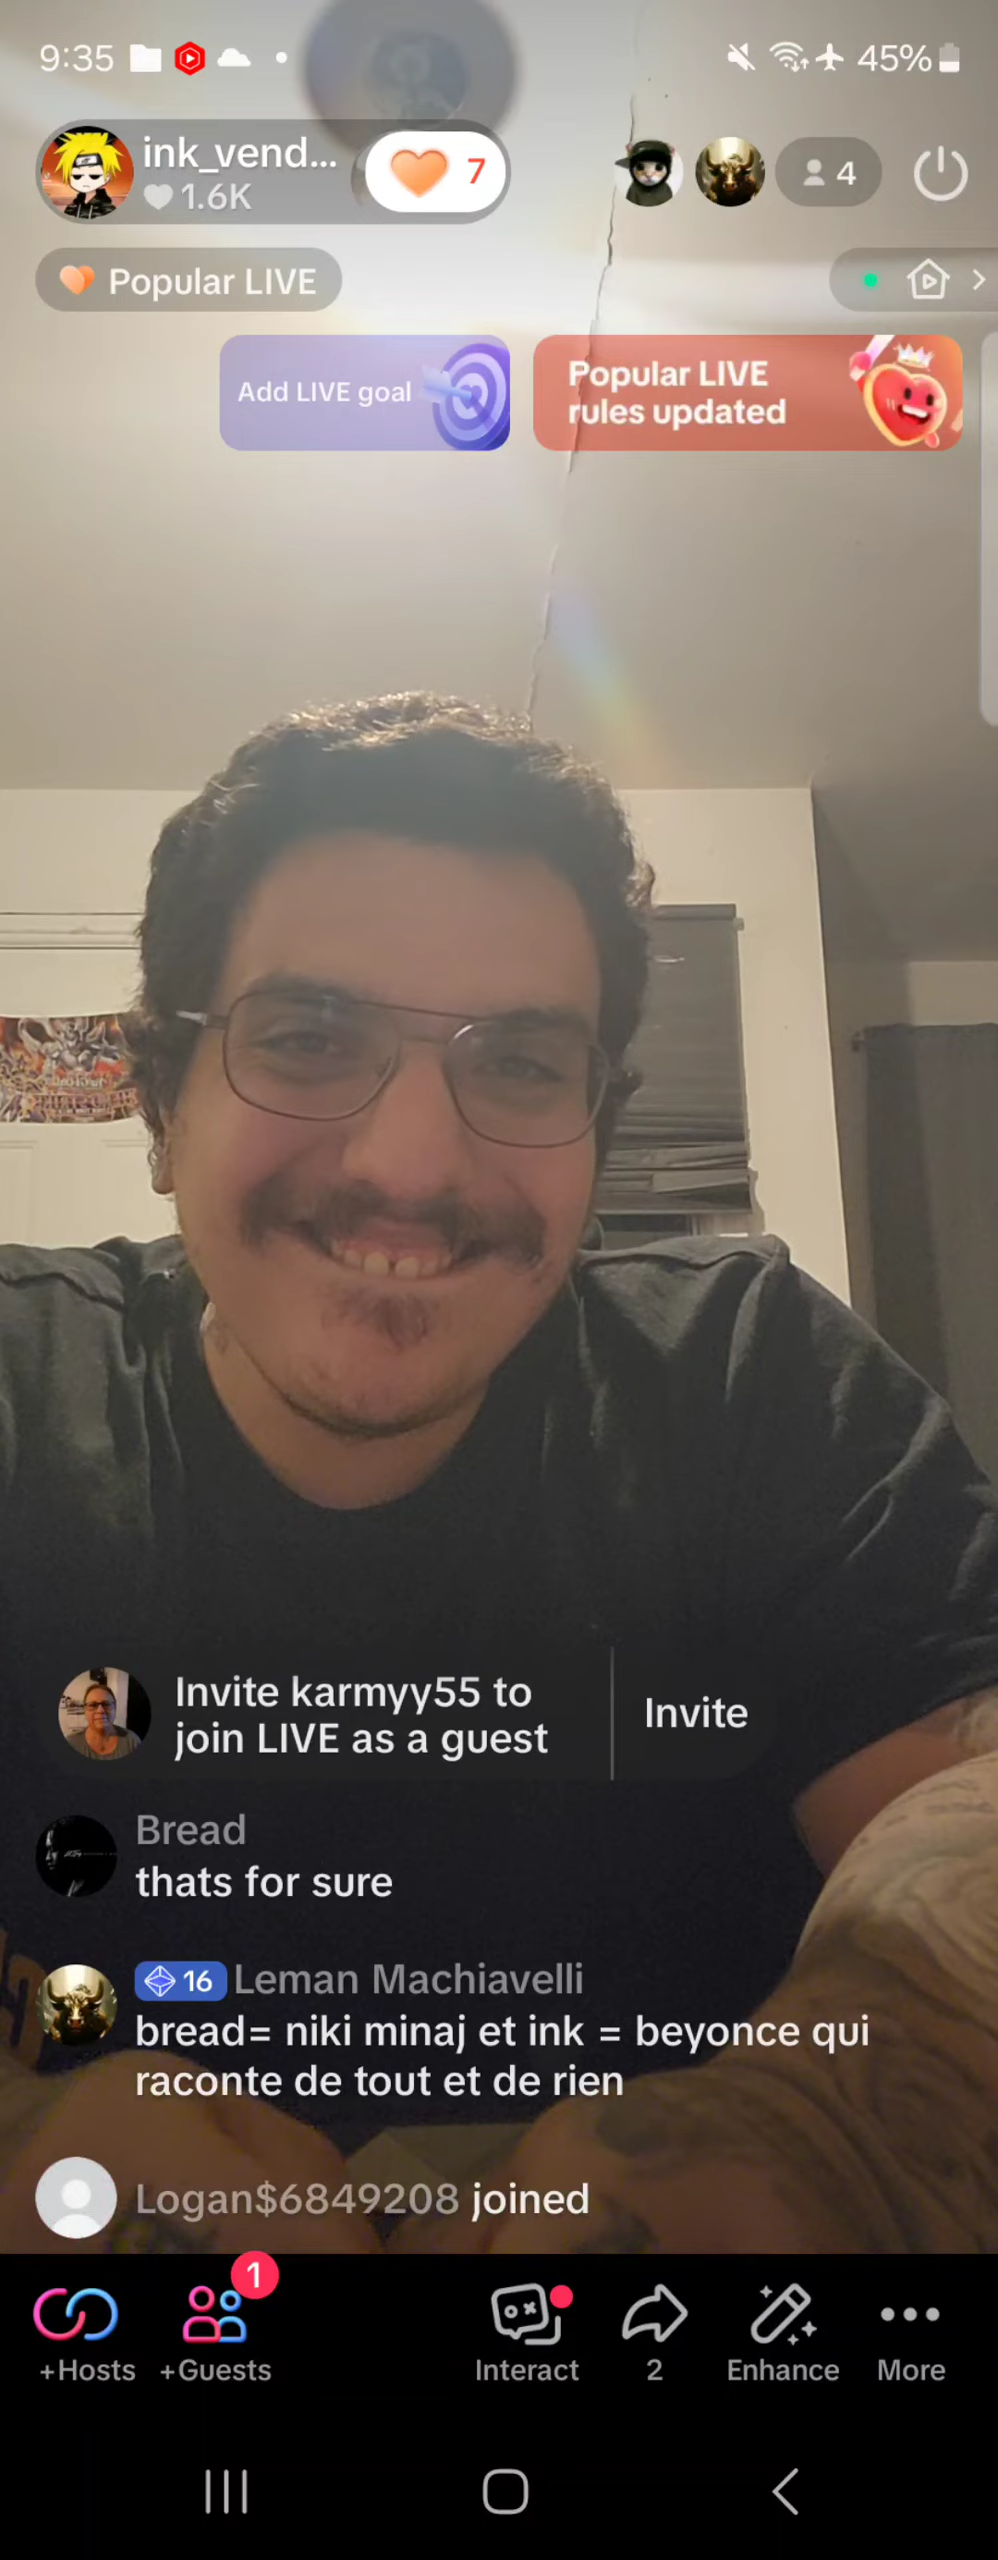 9:35
45%
ink_vend...
1.6K
7
4
Popular LIVE
Add LIVE goal
Popular LIVE
rules updated
Invite karmyy55 to
join LIVE as a guest
Invite
Bread
thats for sure
16 Leman Machiavelli
bread= niki minaj et ink = beyonce qui
raconte de tout et de rien
Logan$6849208 joined
1
+Hosts
+Guests
Interact
2
Enhance
More